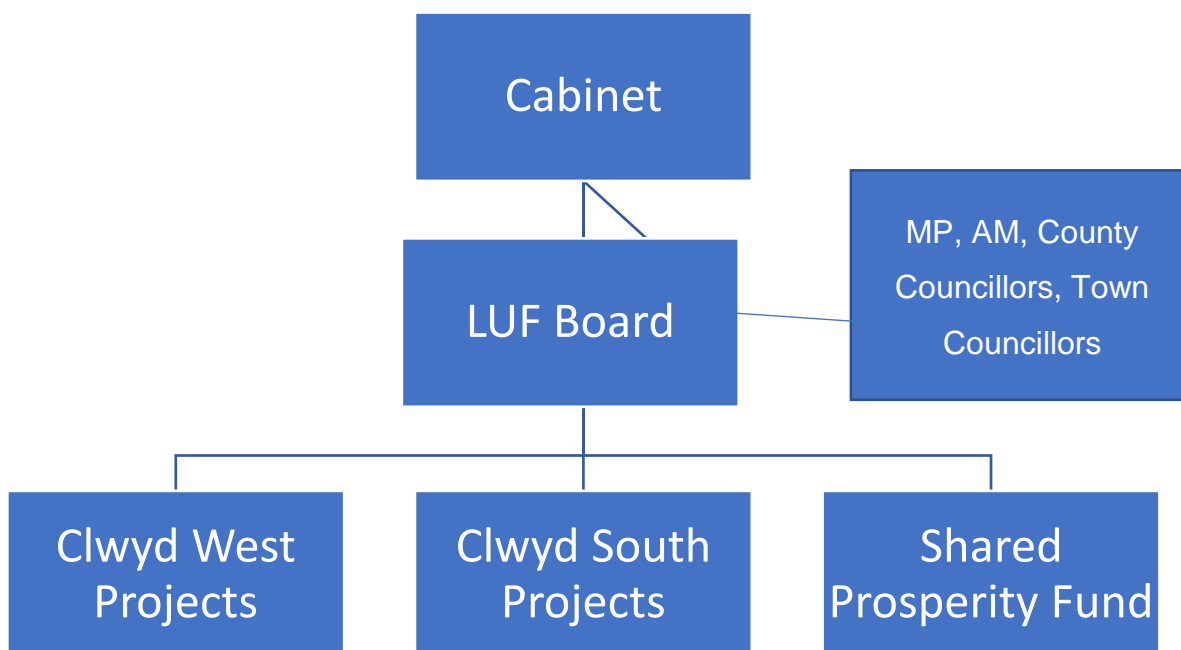 Cabinet
MP, AM, County
Councillors, Town
Councillors
LUF Board
Clwyd West
Projects
Clwyd South
Projects
Shared
Prosperity Fund